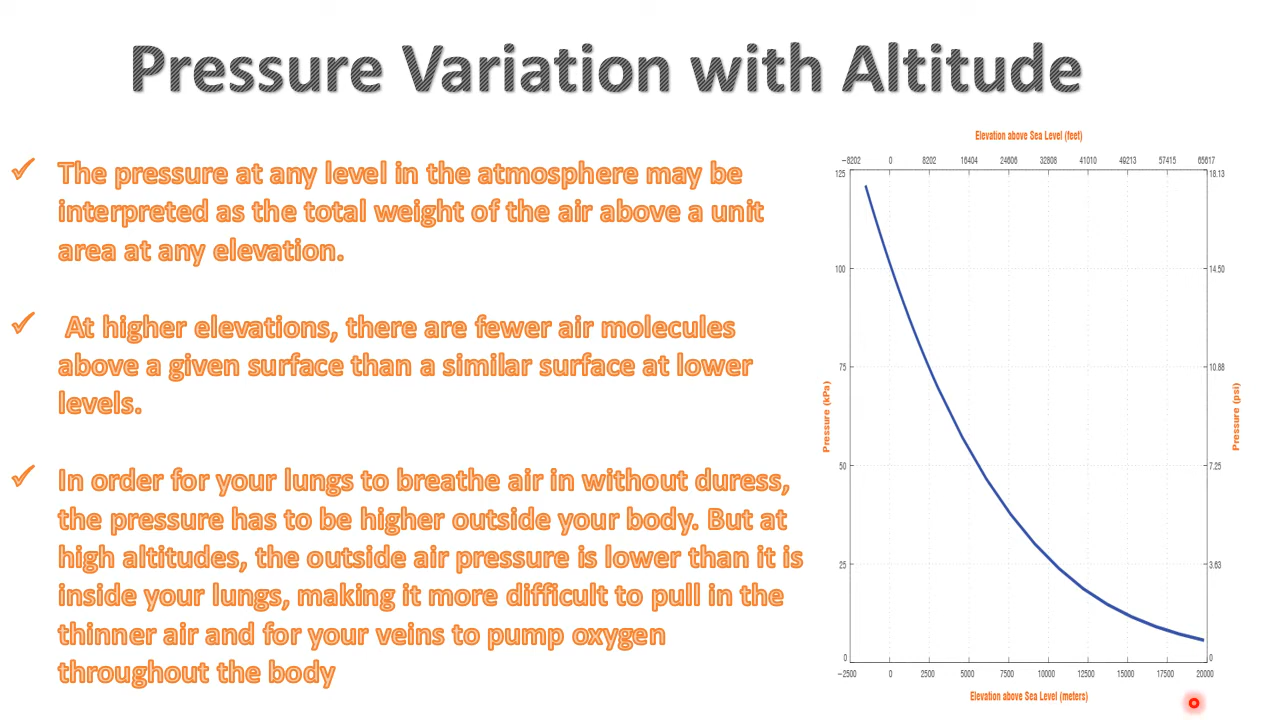 Pressure Variation with Altitude
✓ The pressure at any level in the atmosphere may be
interpreted as the total weight of the air above a unit
area at any elevation.
✓ At higher elevations, there are fewer air molecules
above a given surface than a similar surface at lower
levels.
✓ In order for your lungs to breathe air in without duress,
the pressure has to be higher outside your body. But at
high altitudes, the outside air pressure is lower than it is
inside your lungs, making it more difficult to pull in the
thinner air and for your veins to pump oxygen
throughout the body
Elevation above Sea Level (feet)
−8202 0 8202 16404 24606 32808 41010 49213 57415 65617
125 18.13
100 14.50
75 10.88
Pressure (kPa) Pressure (psi)
50 7.25
25 3.63
0 0
−2500 0 2500 5000 7500 10000 12500 15000 17500 20000
Elevation above Sea Level (meters)